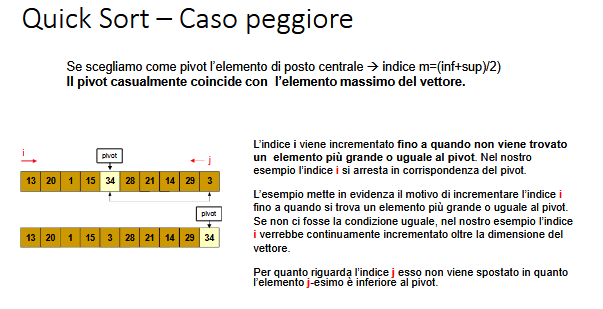 Quick Sort – Caso peggiore
Se scegliamo come pivot l'elemento di posto centrale → indice m=(inf+sup)/2)
Il pivot casualmente coincide con l'elemento massimo del vettore.
i
pivot
j
13 20 1 15 34 28 21 14 29 3
pivot
13 20 1 15 3 28 21 14 29 34
L'indice i viene incrementato fino a quando non viene trovato
un elemento più grande o uguale al pivot. Nel nostro
esempio l'indice i si arresta in corrispondenza del pivot.
L'esempio mette in evidenza il motivo di incrementare l'indice i
fino a quando si trova un elemento più grande o uguale al pivot.
Se non ci fosse la condizione uguale, nel nostro esempio l'indice
i verrebbe continuamente incrementato oltre la dimensione del
vettore.
Per quanto riguarda l'indice j esso non viene spostato in quanto
l'elemento j-esimo è inferiore al pivot.